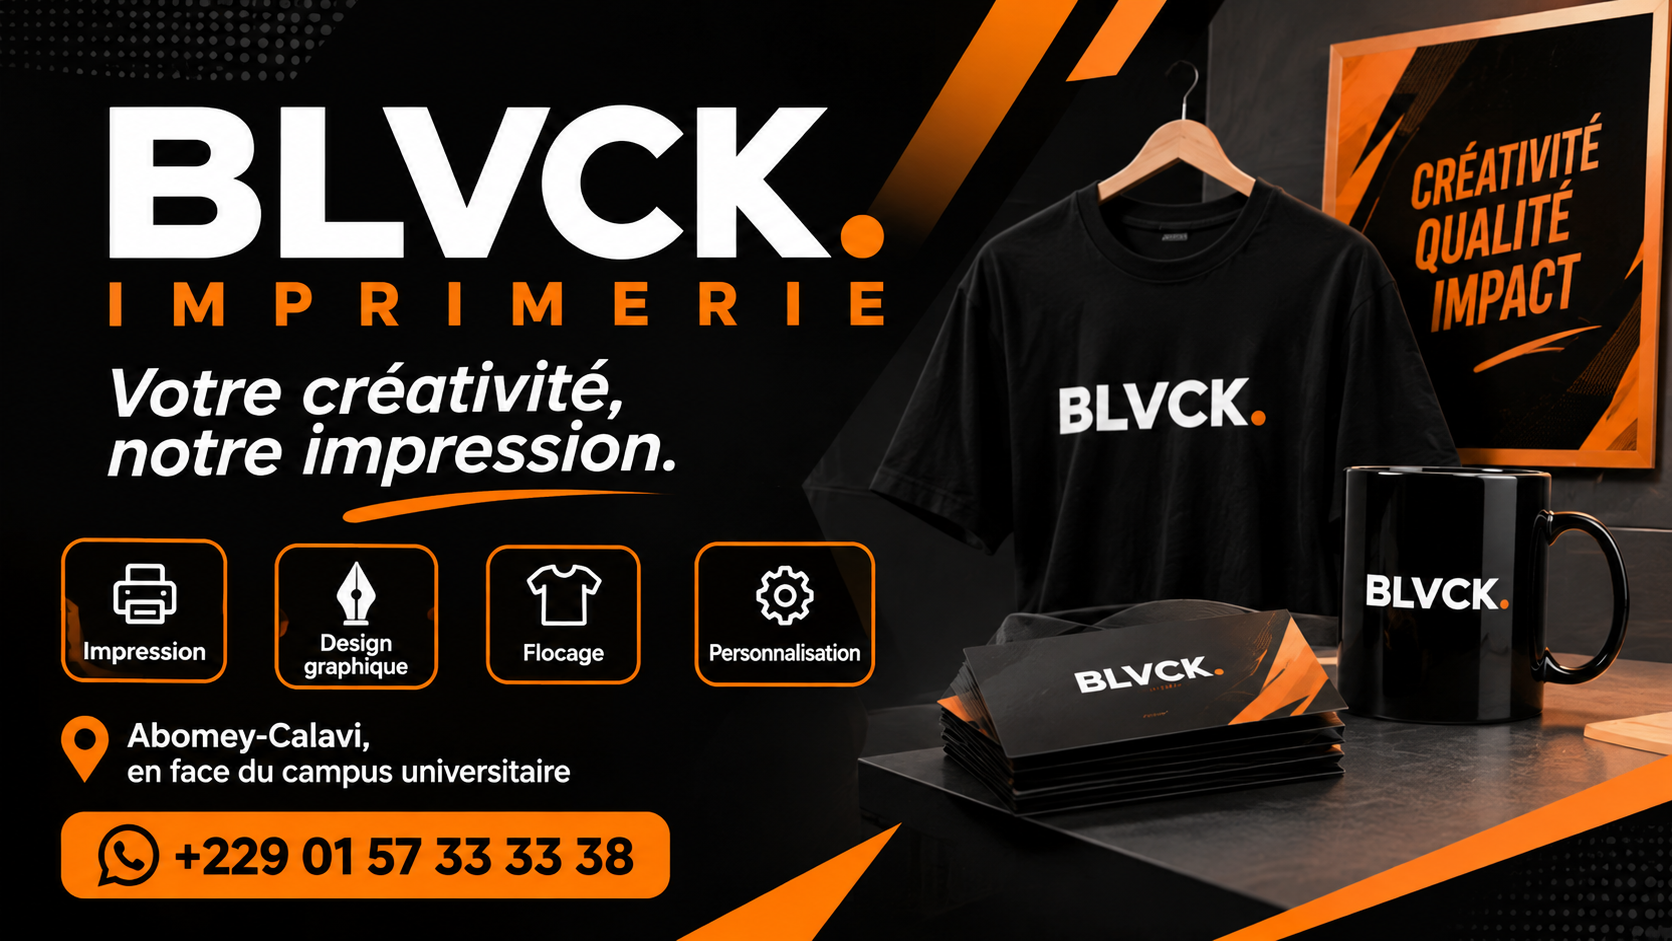 BLVCK.
IMPRIMERIE
Votre créativité,
notre impression.
Impression
Design
graphique
Flocage
Personnalisation
Abomey-Calavi,
en face du campus universitaire
+229 01 57 33 33 38
CRÉATIVITÉ
QUALITÉ
IMPACT
BLVCK.
BLVCK.
BLVCK.